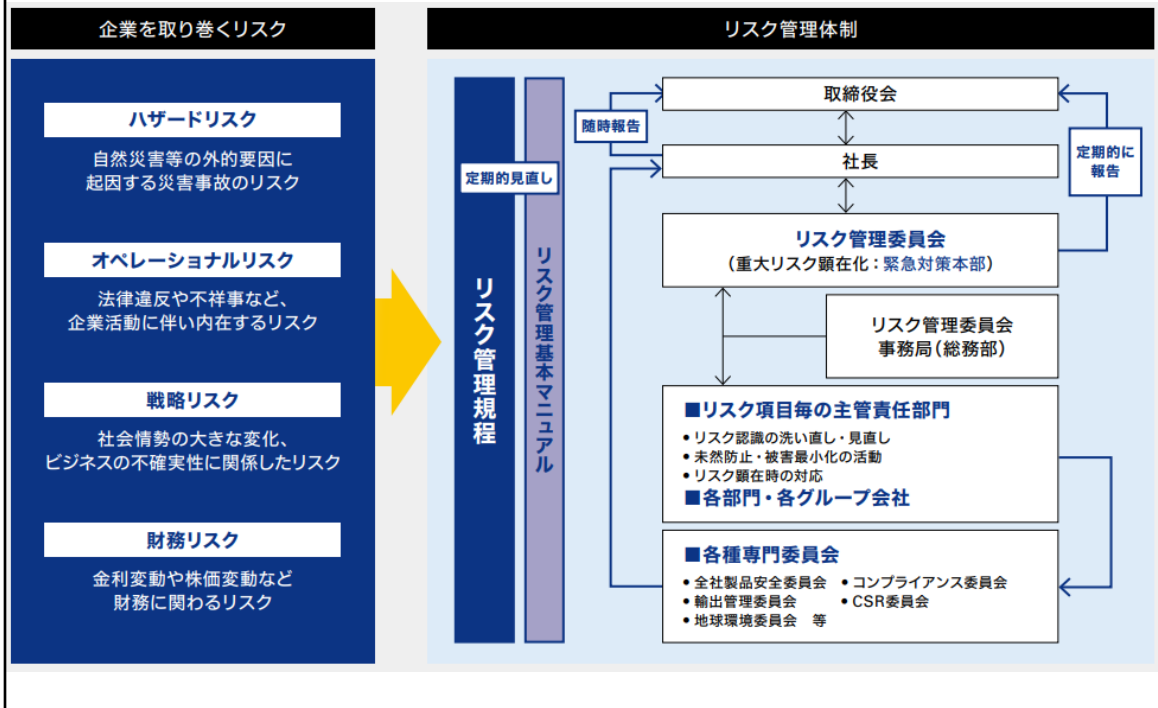 企業を取り巻くリスク
ハザードリスク
自然災害等の外的要因に
起因する災害事故のリスク
オペレーショナルリスク
法律違反や不祥事など、
企業活動に伴い内在するリスク
戦略リスク
社会情勢の大きな変化、
ビジネスの不確実性に関係したリスク
財務リスク
金利変動や株価変動など
財務に関わるリスク
リスク管理体制
リスク管理規程
定期的見直し
リスク管理基本マニュアル
取締役会
随時報告
社長
定期的に
報告
リスク管理委員会
(重大リスク顕在化：緊急対策本部)
リスク管理委員会
事務局(総務部)
■リスク項目毎の主管責任部門
• リスク認識の洗い直し・見直し
• 未然防止・被害最小化の活動
• リスク顕在時の対応
■各部門・各グループ会社
■各種専門委員会
• 全社製品安全委員会 • コンプライアンス委員会
• 輸出管理委員会 • CSR委員会
• 地球環境委員会　等